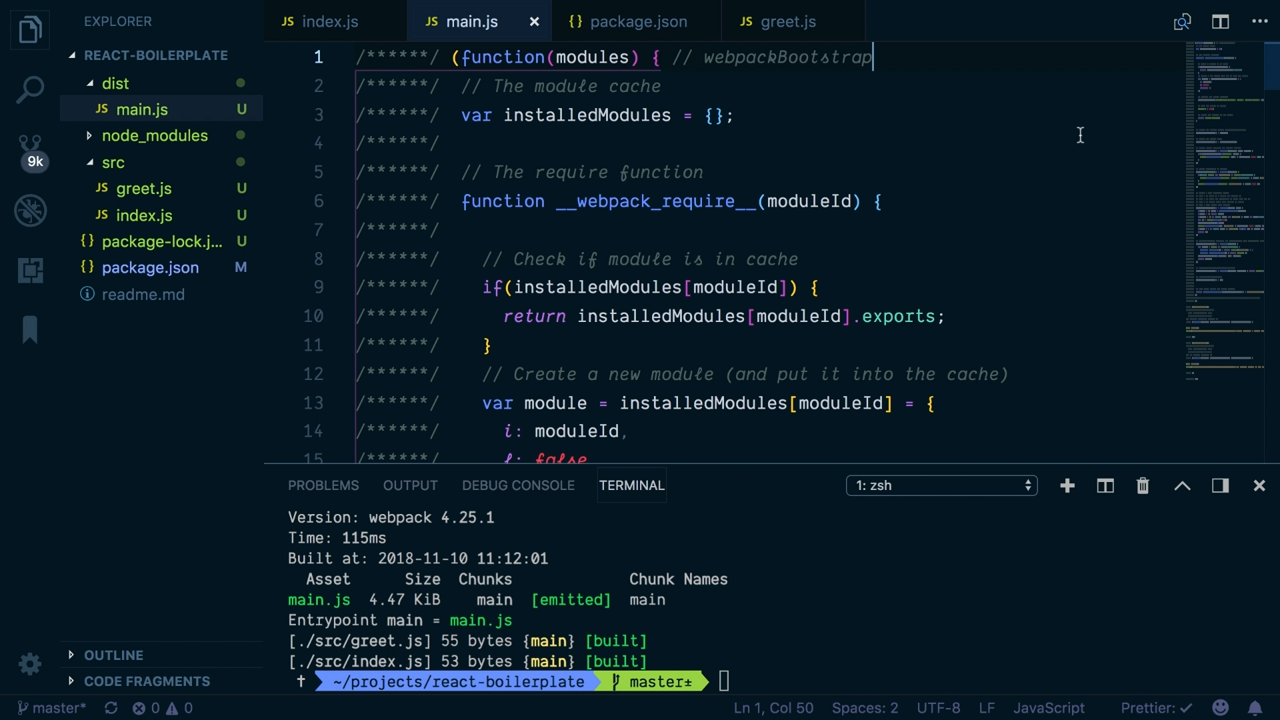 EXPLORER
REACT-BOILERPLATE
dist
JS main.js U
node_modules
src
JS greet.js U
JS index.js U
{} package-lock.j... U
{} package.json M
readme.md
9k
OUTLINE
CODE FRAGMENTS
JS index.js
JS main.js ×
{} package.json
JS greet.js
1 /******/ (function(modules) { // webpackBootstrap
2 /******/ // module cache
3 /******/ var installedModules = {};
4 /******/
5 /******/ // require function
6 /******/ function __webpack_require__(moduleId) {
7 /******/
8 /******/ if module is in cache
9 /******/ if(installedModules[moduleId]) {
10 /******/ return installedModules[moduleId].exports;
11 /******/ }
12 /******/ Create a new module (and put it into the cache)
13 /******/ var module = installedModules[moduleId] = {
14 /******/ i: moduleId,
15 /******/ l: false
PROBLEMS OUTPUT DEBUG CONSOLE TERMINAL 1: zsh
Version: webpack 4.25.1
Time: 115ms
Built at: 2018-11-10 11:12:01
Asset Size Chunks Chunk Names
main.js 4.47 KiB main [emitted] main
Entrypoint main = main.js
[./src/greet.js] 55 bytes {main} [built]
[./src/index.js] 53 bytes {main} [built]
~/projects/react-boilerplate master±
master* 0 0 Ln 1, Col 50 Spaces: 2 UTF-8 LF JavaScript Prettier: ✓